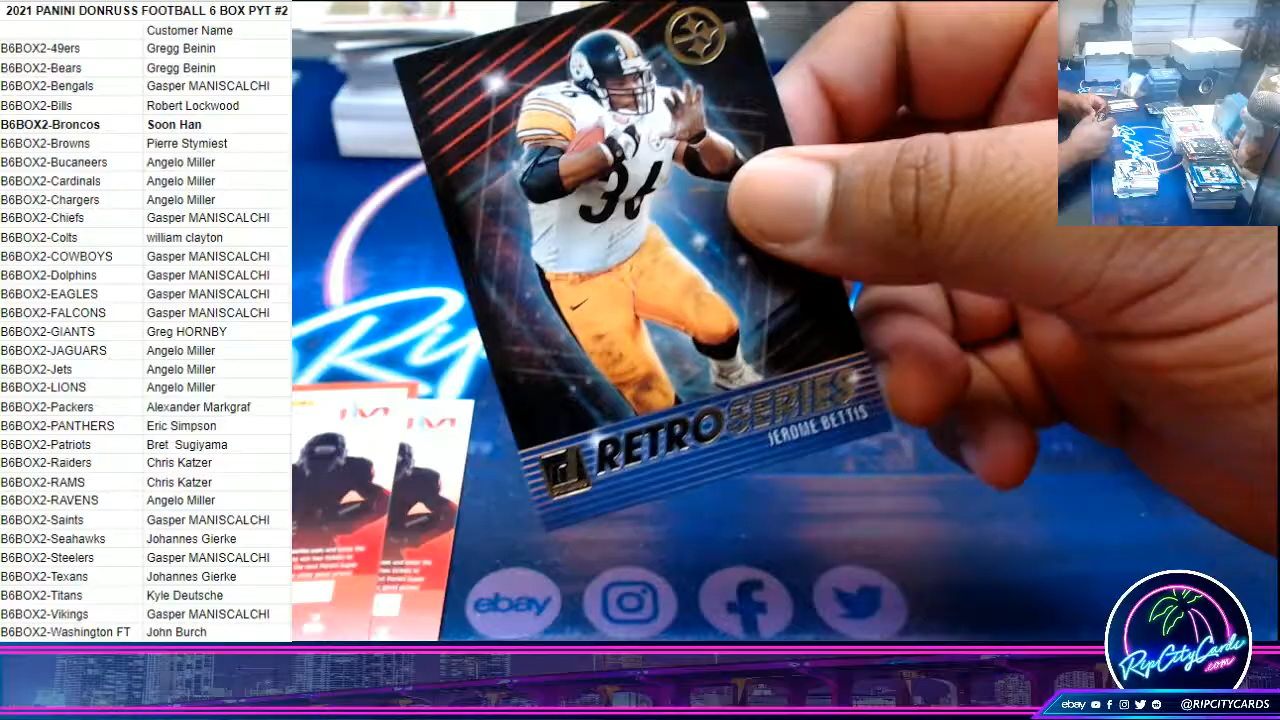 2021 PANINI DONRUSS FOOTBALL 6 BOX PYT #2
Customer Name
B6BOX2-49ers Gregg Beinin
B6BOX2-Bears Gregg Beinin
B6BOX2-Bengals Gasper MANISCALCHI
B6BOX2-Bills Robert Lockwood
B6BOX2-Broncos Soon Han
B6BOX2-Browns Pierre Stymiest
B6BOX2-Bucaneers Angelo Miller
B6BOX2-Cardinals Angelo Miller
B6BOX2-Chargers Angelo Miller
B6BOX2-Chiefs Gasper MANISCALCHI
B6BOX2-Colts william clayton
B6BOX2-COWBOYS Gasper MANISCALCHI
B6BOX2-Dolphins Gasper MANISCALCHI
B6BOX2-EAGLES Gasper MANISCALCHI
B6BOX2-FALCONS Gasper MANISCALCHI
B6BOX2-GIANTS Greg HORNBY
B6BOX2-JAGUARS Angelo Miller
B6BOX2-Jets Angelo Miller
B6BOX2-LIONS Angelo Miller
B6BOX2-Packers Alexander Markgraf
B6BOX2-PANTHERS Eric Simpson
B6BOX2-Patriots Bret Sugiyama
B6BOX2-Raiders Chris Katzer
B6BOX2-RAMS Chris Katzer
B6BOX2-RAVENS Angelo Miller
B6BOX2-Saints Gasper MANISCALCHI
B6BOX2-Seahawks Johannes Gierke
B6BOX2-Steelers Gasper MANISCALCHI
B6BOX2-Texans Johannes Gierke
B6BOX2-Titans Kyle Deutsche
B6BOX2-Vikings Gasper MANISCALCHI
B6BOX2-Washington FT John Burch
36
RETRO SERIES
JEROME BETTIS
ebay
RipCityCards
.com
ebay @RIPCITYCARDS